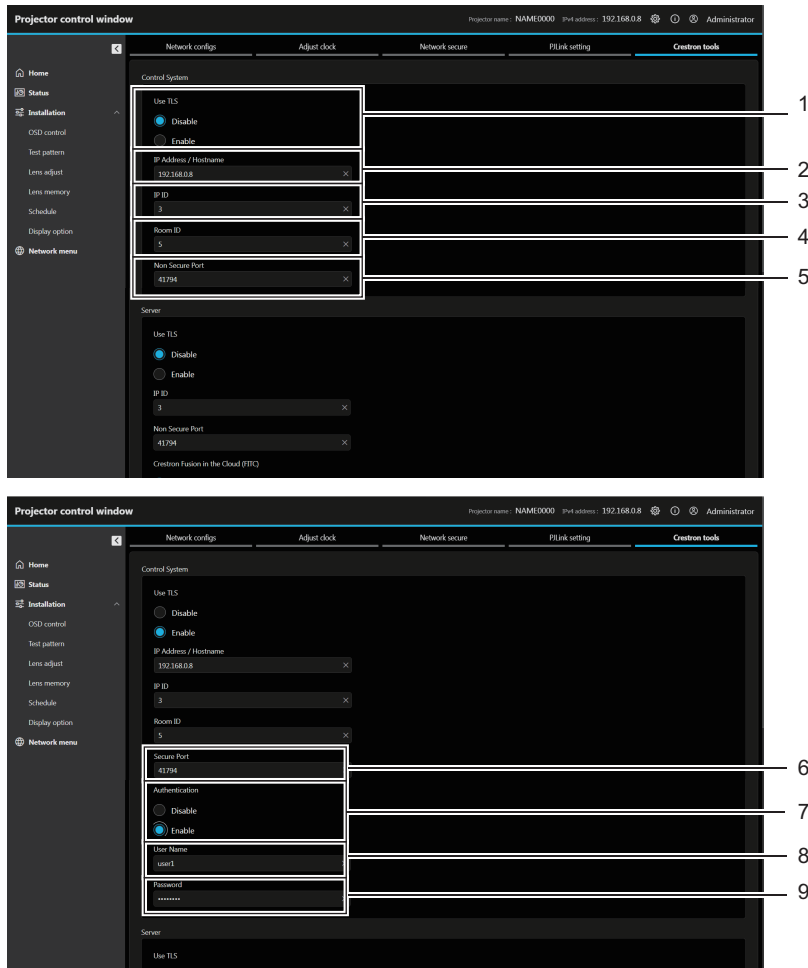 Projector control window
Projector name : NAME0000 IPv4 address : 192.168.0.8 Administrator
Network configs Adjust clock Network secure PJLink setting Crestron tools
Home
Status
Installation
OSD control
Test pattern
Lens adjust
Lens memory
Schedule
Display option
Network menu
Control System
Use TLS
Disable
Enable
IP Address / Hostname
192.168.0.8
IP ID
3
Room ID
5
Non Secure Port
41794
Server
Use TLS
Disable
Enable
IP ID
3
Non Secure Port
41794
Crestron Fusion in the Cloud (FITC)
1
2
3
4
5
Projector control window
Projector name : NAME0000 IPv4 address : 192.168.0.8 Administrator
Network configs Adjust clock Network secure PJLink setting Crestron tools
Home
Status
Installation
OSD control
Test pattern
Lens adjust
Lens memory
Schedule
Display option
Network menu
Control System
Use TLS
Disable
Enable
IP Address / Hostname
192.168.0.8
IP ID
3
Room ID
5
Secure Port
41794
Authentication
Disable
Enable
User Name
user1
Password
••••••••
Server
Use TLS
6
7
8
9